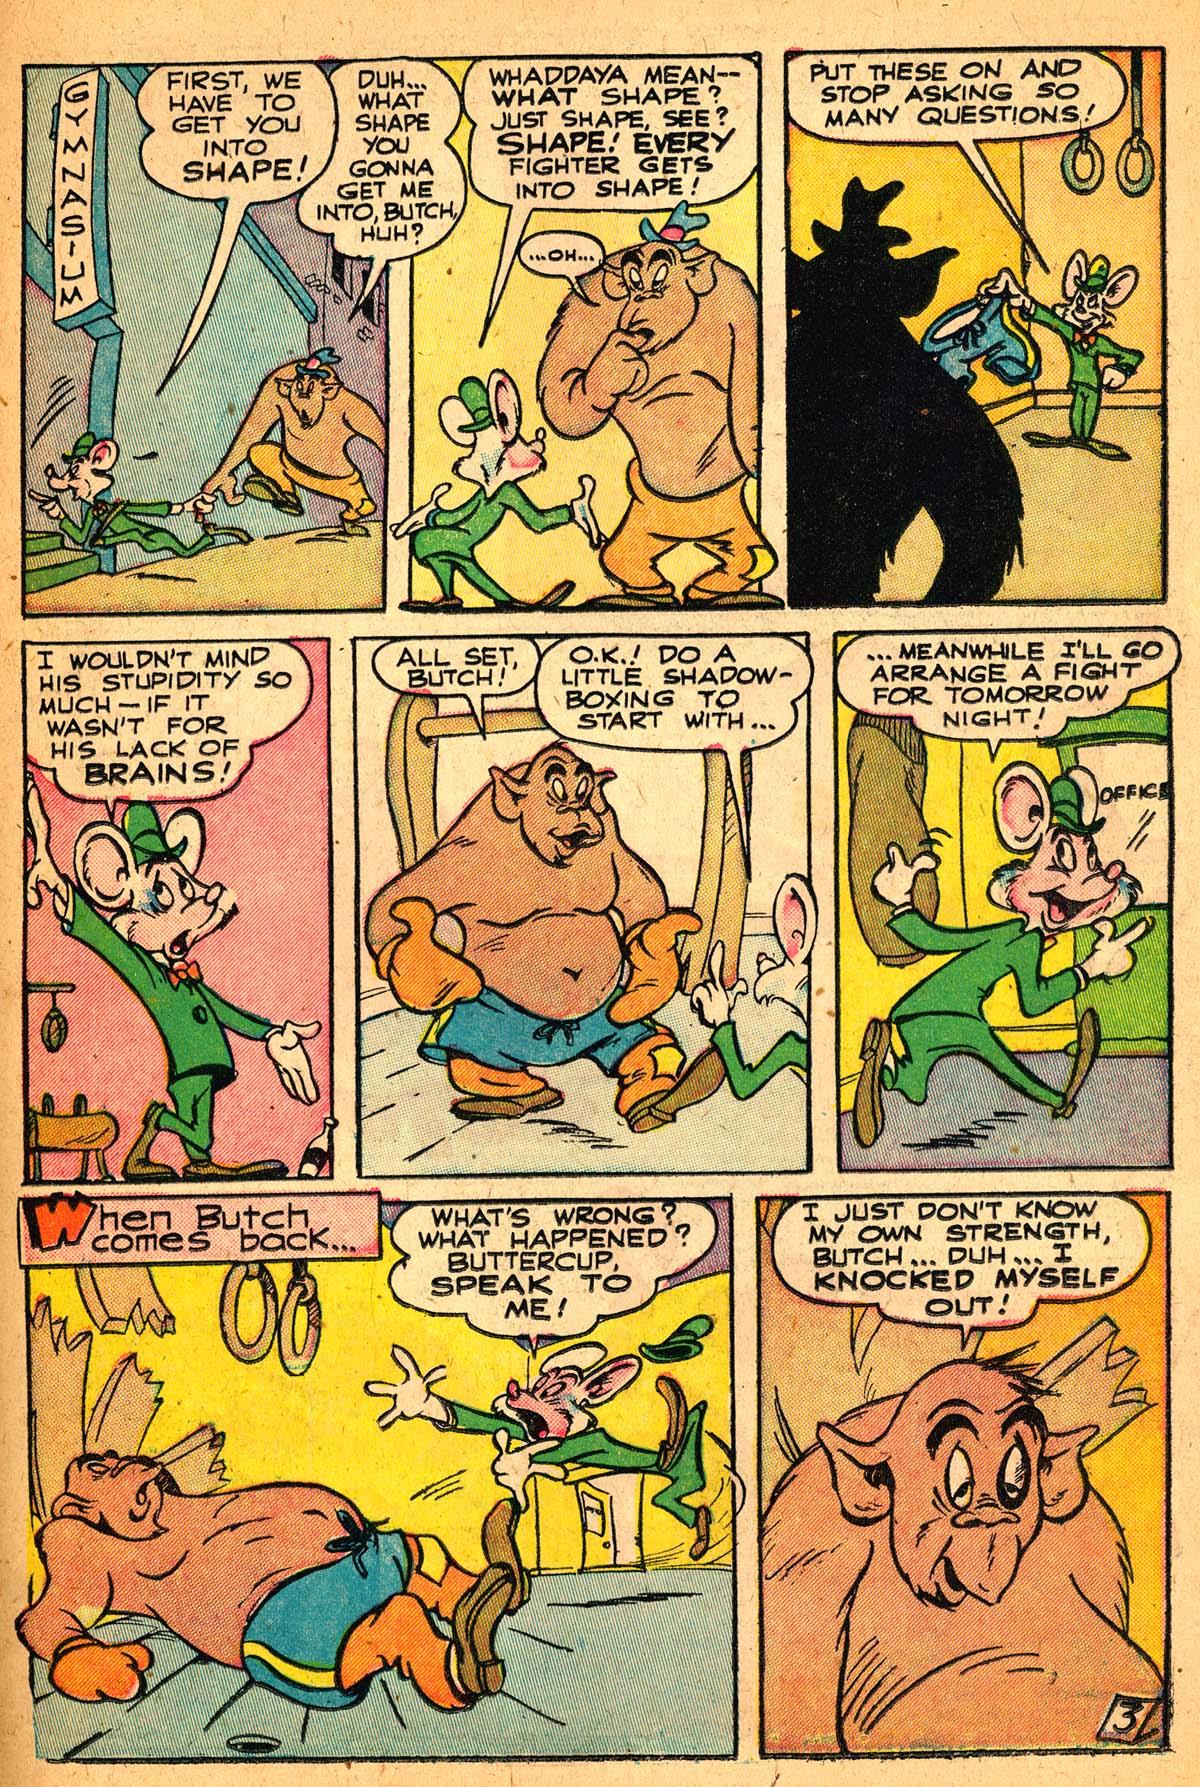 GYMNASIUM
FIRST, WE
HAVE TO
GET YOU
INTO
SHAPE!
DUH...
WHAT
SHAPE
YOU
GONNA
GET ME
INTO, BUTCH,
HUH?
WHADDAYA MEAN--
WHAT SHAPE?
JUST SHAPE, SEE?
SHAPE! EVERY
FIGHTER GETS
INTO SHAPE!
...OH...
PUT THESE ON AND
STOP ASKING SO
MANY QUESTIONS!
I WOULDN'T MIND
HIS STUPIDITY SO
MUCH — IF IT
WASN'T FOR
HIS LACK OF
BRAINS!
ALL SET,
BUTCH!
O.K.! DO A
LITTLE SHADOW-
BOXING TO
START WITH...
...MEANWHILE I'LL GO
ARRANGE A FIGHT
FOR TOMORROW
NIGHT!
OFFICE
When Butch
comes back...
WHAT'S WRONG?
WHAT HAPPENED?
BUTTERCUP,
SPEAK TO
ME!
I JUST DON'T KNOW
MY OWN STRENGTH,
BUTCH... DUH... I
KNOCKED MYSELF
OUT!
3